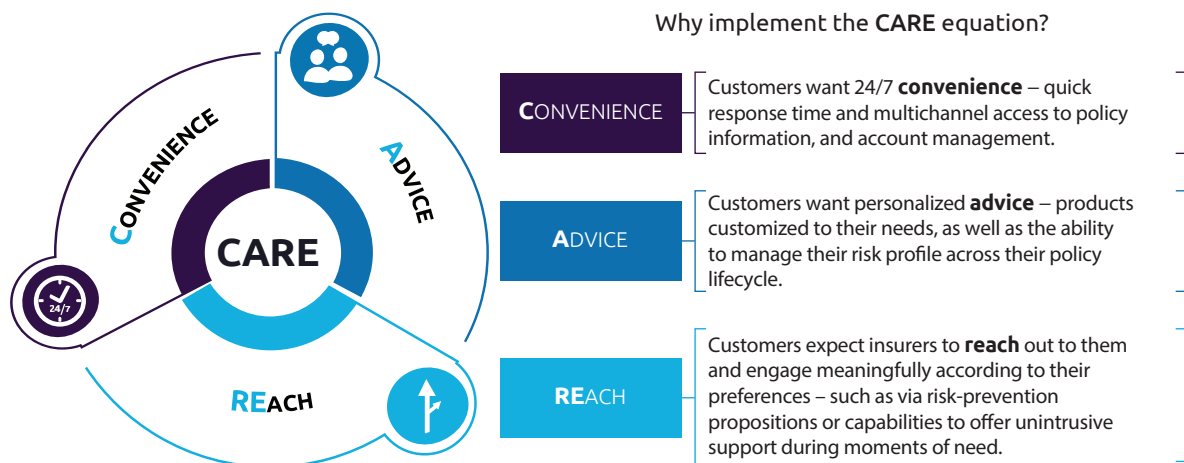 Why implement the CARE equation?
CONVENIENCE
ADVICE
REACH
CARE
24/7
CONVENIENCE
Customers want 24/7 convenience – quick
response time and multichannel access to policy
information, and account management.
ADVICE
Customers want personalized advice – products
customized to their needs, as well as the ability
to manage their risk profile across their policy
lifecycle.
REACH
Customers expect insurers to reach out to them
and engage meaningfully according to their
preferences – such as via risk-prevention
propositions or capabilities to offer unintrusive
support during moments of need.